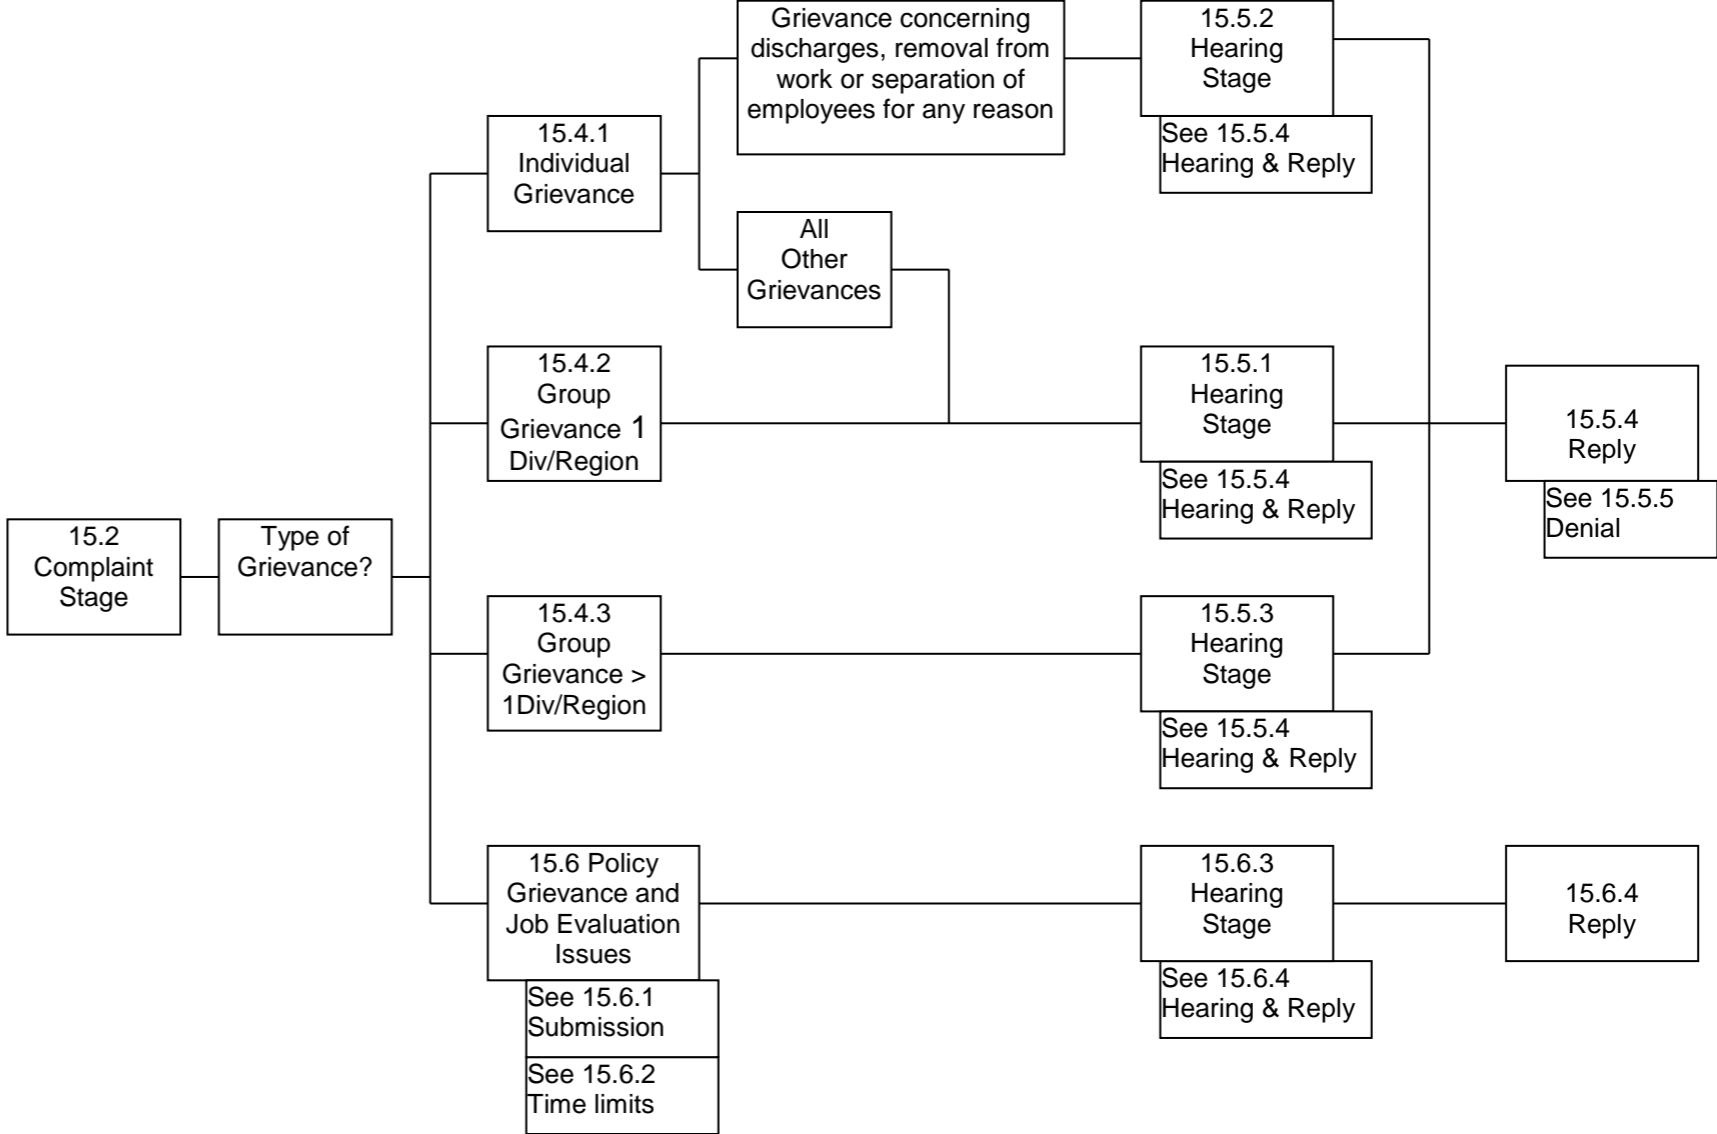 Grievance concerning
discharges, removal from
work or separation of
employees for any reason
15.5.2
Hearing
Stage
See 15.5.4
Hearing & Reply
15.4.1
Individual
Grievance
All
Other
Grievances
15.4.2
Group
Grievance 1
Div/Region
15.5.1
Hearing
Stage
See 15.5.4
Hearing & Reply
15.5.4
Reply
See 15.5.5
Denial
15.2
Complaint
Stage
Type of
Grievance?
15.4.3
Group
Grievance >
1Div/Region
15.5.3
Hearing
Stage
See 15.5.4
Hearing & Reply
15.6 Policy
Grievance and
Job Evaluation
Issues
See 15.6.1
Submission
See 15.6.2
Time limits
15.6.3
Hearing
Stage
See 15.6.4
Hearing & Reply
15.6.4
Reply